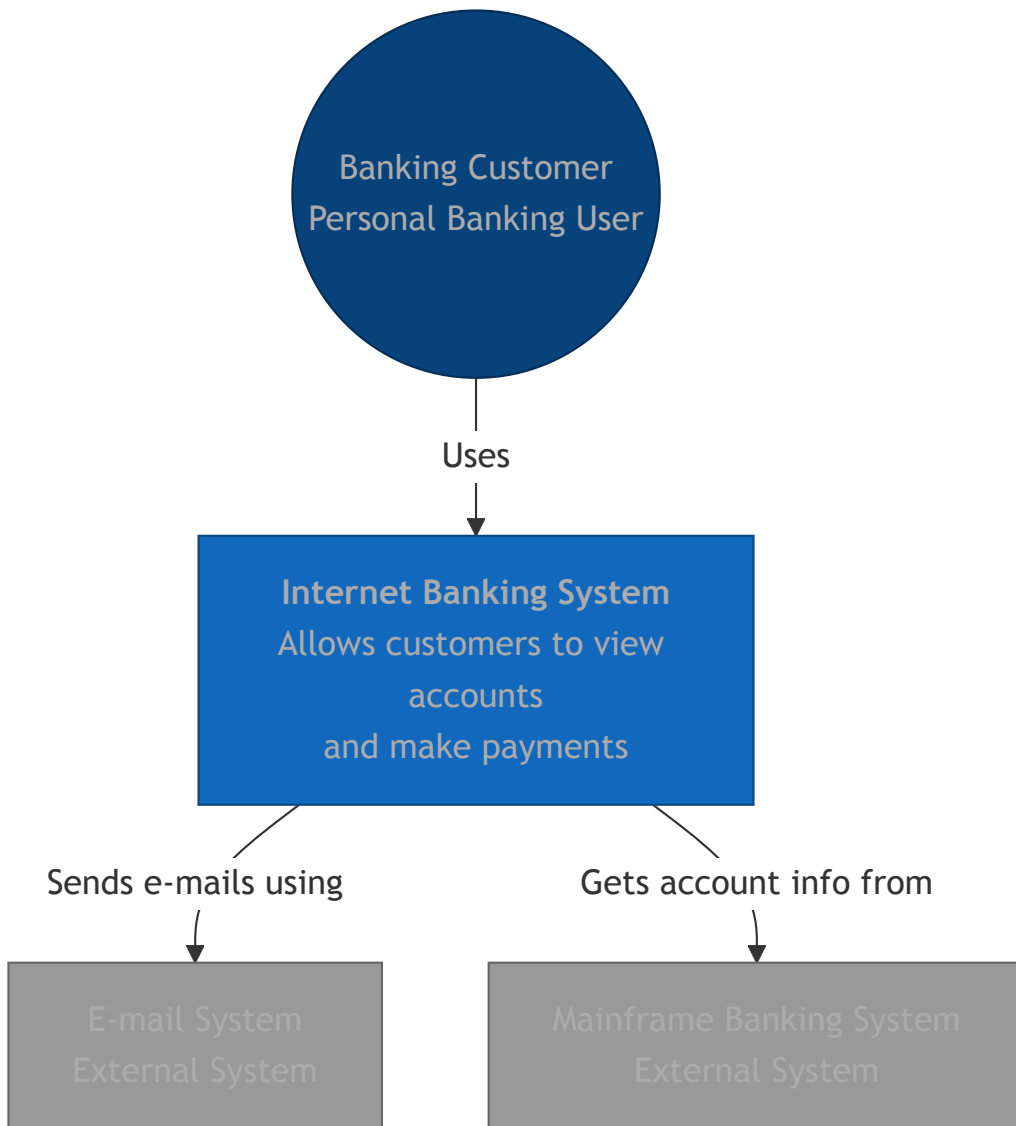 Banking Customer
Personal Banking User
Uses
Internet Banking System
Allows customers to view
accounts
and make payments
Sends e-mails using
Gets account info from
E-mail System
External System
Mainframe Banking System
External System